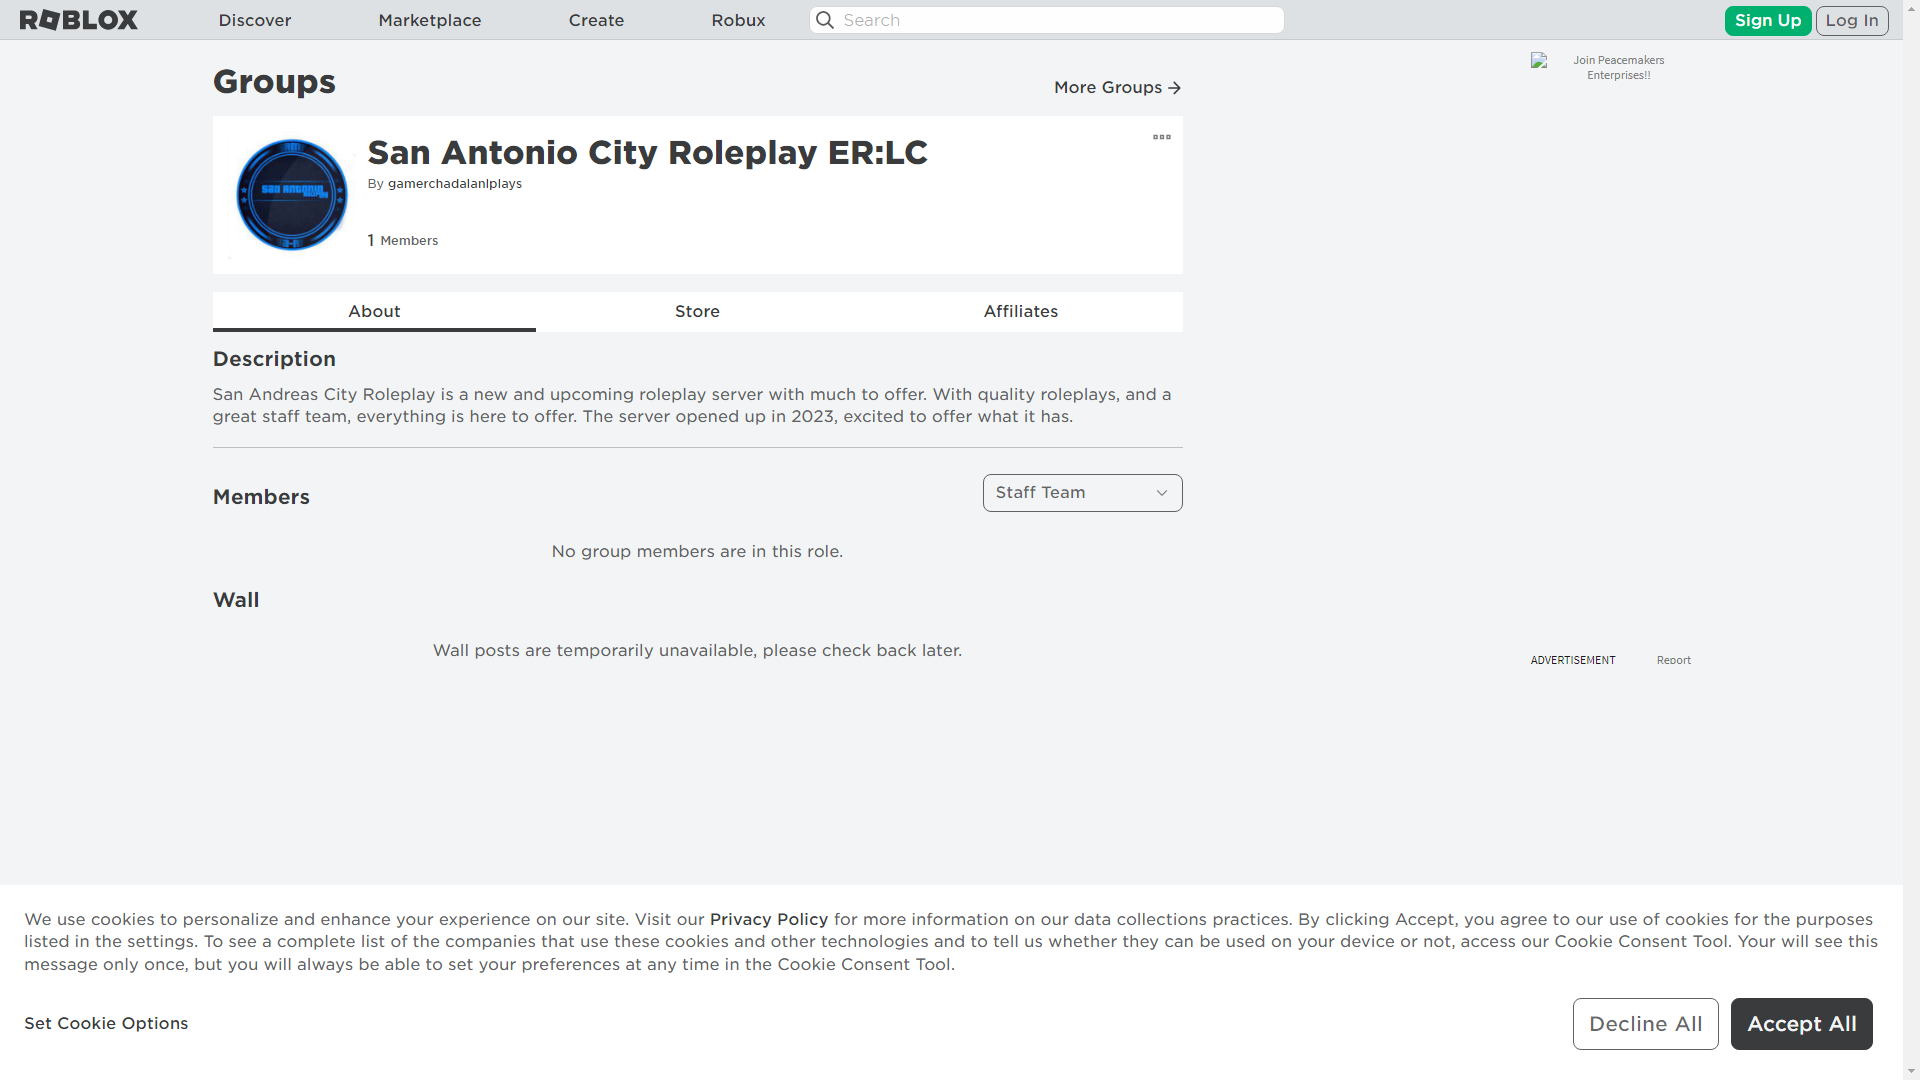 ROBLOX Discover Marketplace Create Robux Search Sign Up Log In
Join Peacemakers
Enterprises!!
Groups
More Groups
San Antonio City Roleplay ER:LC
By gamerchadalanlplays
1 Members
SAN ANTONIO
About Store Affiliates
Description
San Andreas City Roleplay is a new and upcoming roleplay server with much to offer. With quality roleplays, and a
great staff team, everything is here to offer. The server opened up in 2023, excited to offer what it has.
Members
Staff Team
No group members are in this role.
Wall
Wall posts are temporarily unavailable, please check back later.
ADVERTISEMENT Report
We use cookies to personalize and enhance your experience on our site. Visit our Privacy Policy for more information on our data collections practices. By clicking Accept, you agree to our use of cookies for the purposes
listed in the settings. To see a complete list of the companies that use these cookies and other technologies and to tell us whether they can be used on your device or not, access our Cookie Consent Tool. Your will see this
message only once, but you will always be able to set your preferences at any time in the Cookie Consent Tool.
Set Cookie Options
Decline All
Accept All